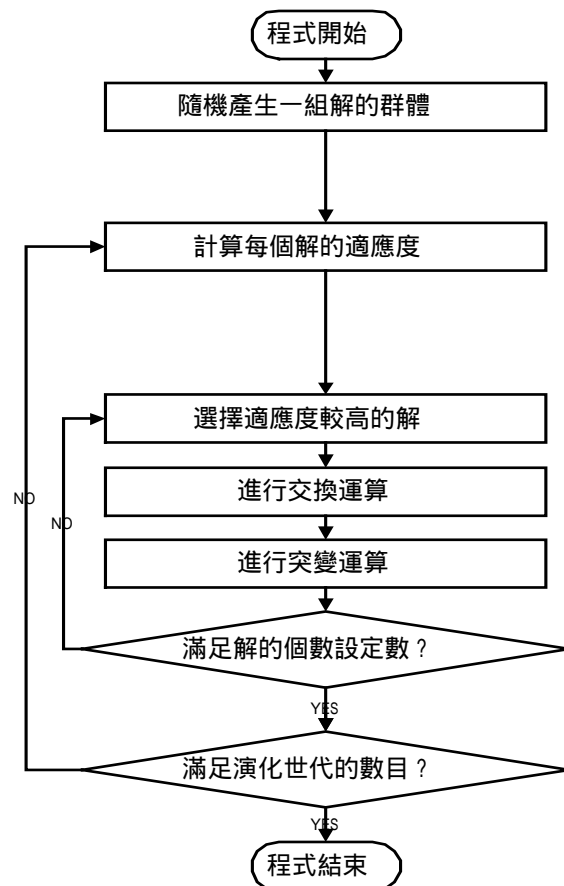 程式開始
隨機產生一組解的群體
計算每個解的適應度
選擇適應度較高的解
進行交換運算
NO
NO
進行突變運算
滿足解的個數設定數？
YES
滿足演化世代的數目？
YES
程式結束